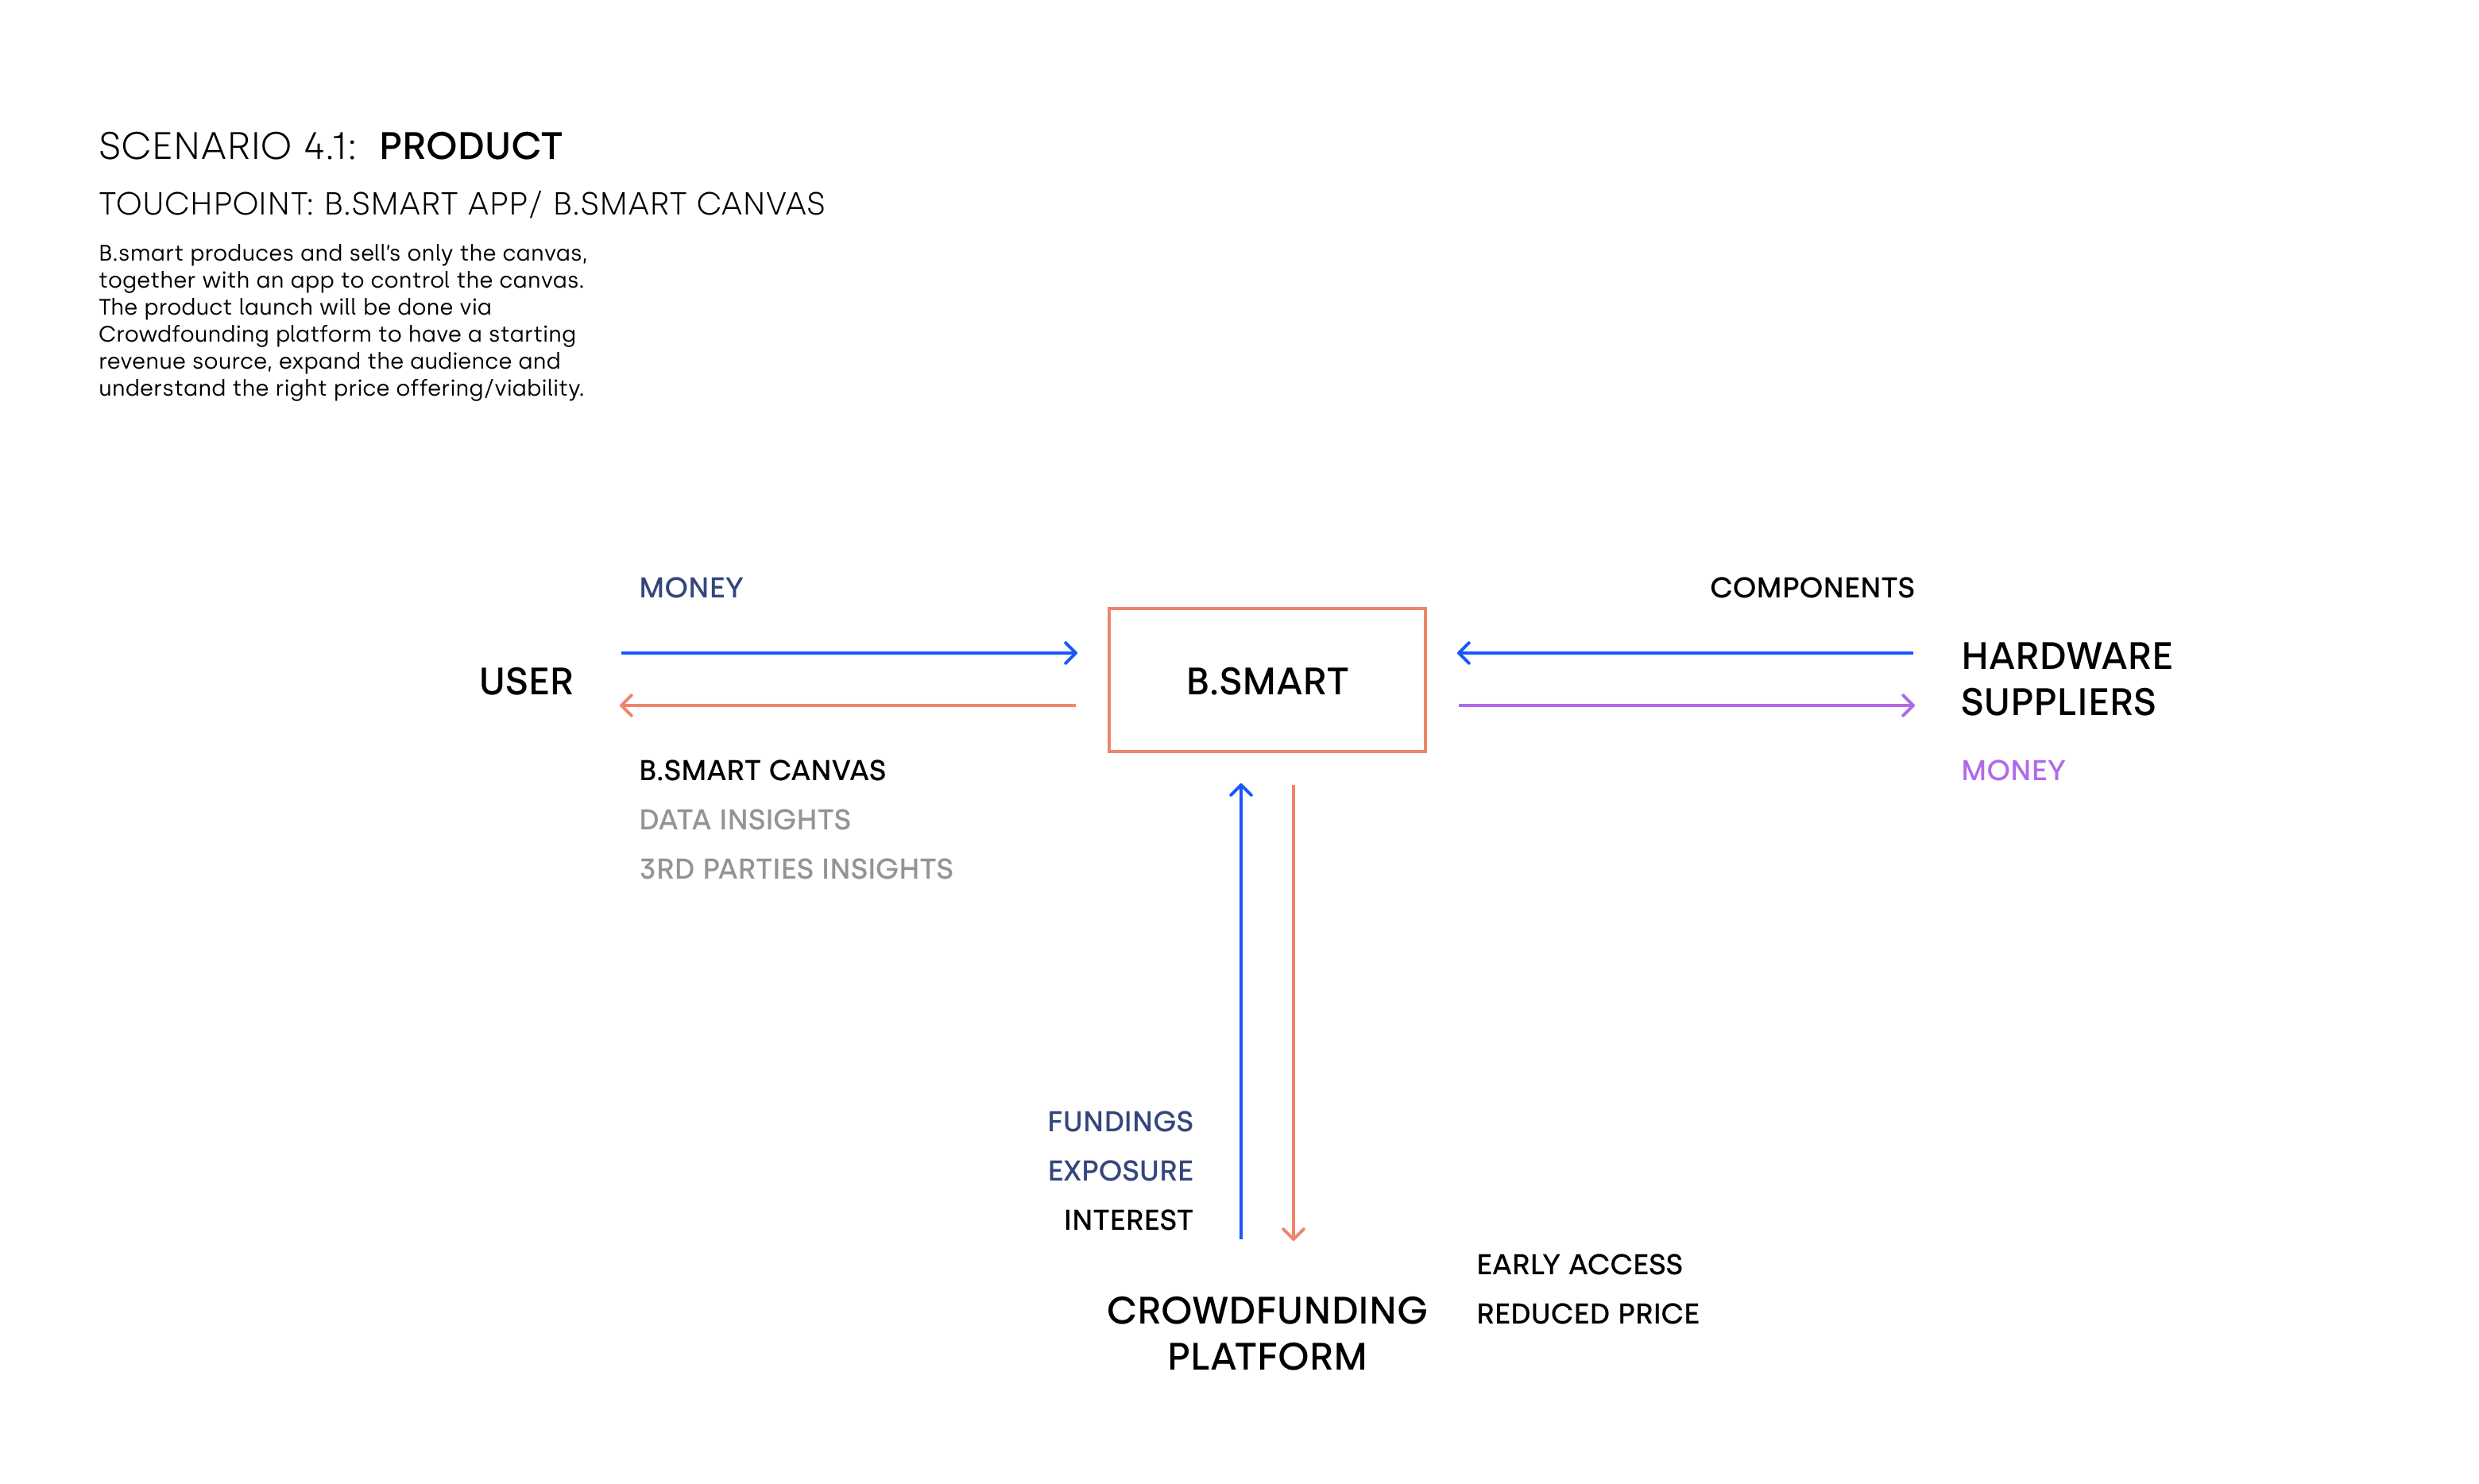 SCENARIO 4.1: PRODUCT
TOUCHPOINT: B.SMART APP/ B.SMART CANVAS
B.smart produces and sell's only the canvas,
together with an app to control the canvas.
The product launch will be done via
Crowdfounding platform to have a starting
revenue source, expand the audience and
understand the right price offering/viability.
MONEY
COMPONENTS
USER
B.SMART
HARDWARE
SUPPLIERS
B.SMART CANVAS
DATA INSIGHTS
3RD PARTIES INSIGHTS
MONEY
FUNDINGS
EXPOSURE
INTEREST
EARLY ACCESS
REDUCED PRICE
CROWDFUNDING
PLATFORM